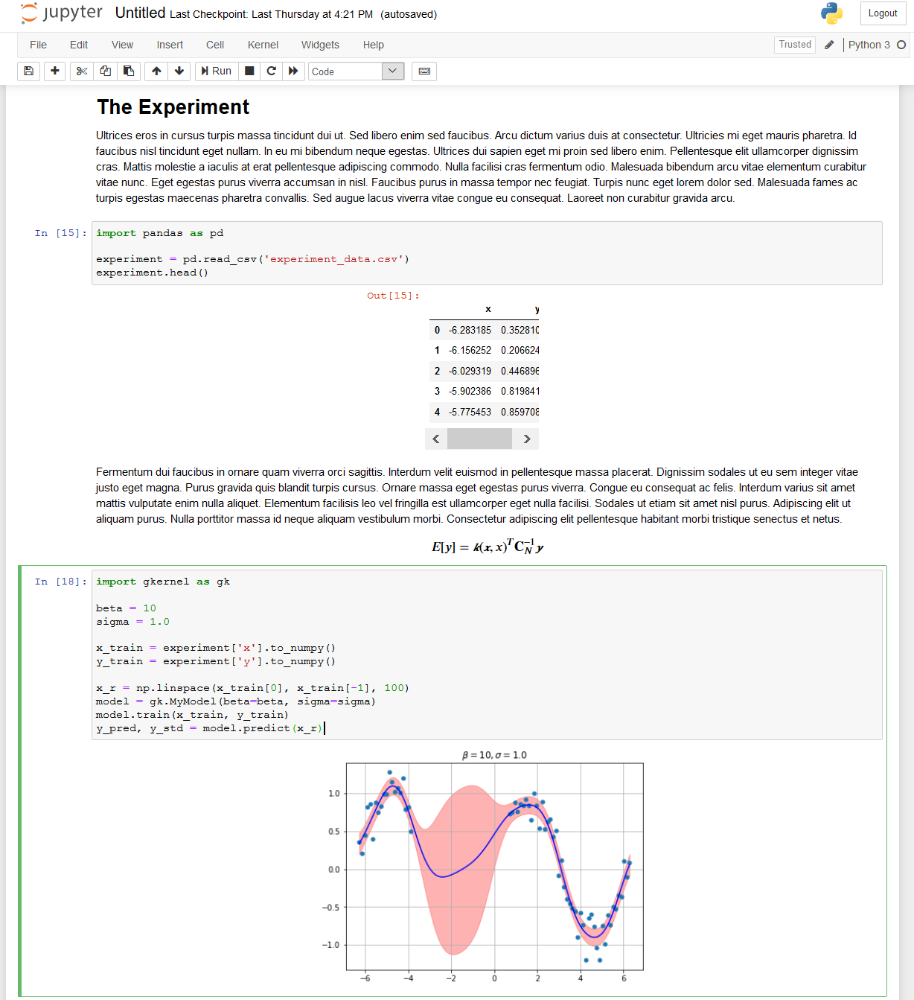 jupyter Untitled Last Checkpoint: Last Thursday at 4:21 PM (autosaved) Logout
File Edit View Insert Cell Kernel Widgets Help Trusted Python 3
Run Code
The Experiment
Ultrices eros in cursus turpis massa tincidunt dui ut. Sed libero enim sed faucibus. Arcu dictum varius duis at consectetur. Ultricies mi eget mauris pharetra. Id
faucibus nisl tincidunt eget nullam. In eu mi bibendum neque egestas. Ultrices dui sapien eget mi proin sed libero enim. Pellentesque elit ullamcorper dignissim
cras. Mattis molestie a iaculis at erat pellentesque adipiscing commodo. Nulla facilisi cras fermentum odio. Malesuada bibendum arcu vitae elementum curabitur
vitae nunc. Eget egestas purus viverra accumsan in nisl. Faucibus purus in massa tempor nec feugiat. Turpis nunc eget lorem dolor sed. Malesuada fames ac
turpis egestas maecenas pharetra convallis. Sed augue lacus viverra vitae congue eu consequat. Laoreet non curabitur gravida arcu.
In [15]: import pandas as pd
experiment = pd.read_csv('experiment_data.csv')
experiment.head()
Out[15]:
x y
0 -6.283185 0.352810
1 -6.156252 0.206624
2 -6.029319 0.446896
3 -5.902386 0.819841
4 -5.775453 0.859708
Fermentum dui faucibus in ornare quam viverra orci sagittis. Interdum velit euismod in pellentesque massa placerat. Dignissim sodales ut eu sem integer vitae
justo eget magna. Purus gravida quis blandit turpis cursus. Ornare massa eget egestas purus viverra. Congue eu consequat ac felis. Interdum varius sit amet
mattis vulputate enim nulla aliquet. Elementum facilisis leo vel fringilla est ullamcorper eget nulla facilisi. Sodales ut etiam sit amet nisl purus. Adipiscing elit ut
aliquam purus. Nulla porttitor massa id neque aliquam vestibulum morbi. Consectetur adipiscing elit pellentesque habitant morbi tristique senectus et netus.
E[y] = k(x, x)^T C_N^−1 y
In [18]: import gkernel as gk
beta = 10
sigma = 1.0
x_train = experiment['x'].to_numpy()
y_train = experiment['y'].to_numpy()
x_r = np.linspace(x_train[0], x_train[-1], 100)
model = gk.MyModel(beta=beta, sigma=sigma)
model.train(x_train, y_train)
y_pred, y_std = model.predict(x_r)
β = 10, σ = 1.0
1.0
0.5
0.0
−0.5
−1.0
−6 −4 −2 0 2 4 6